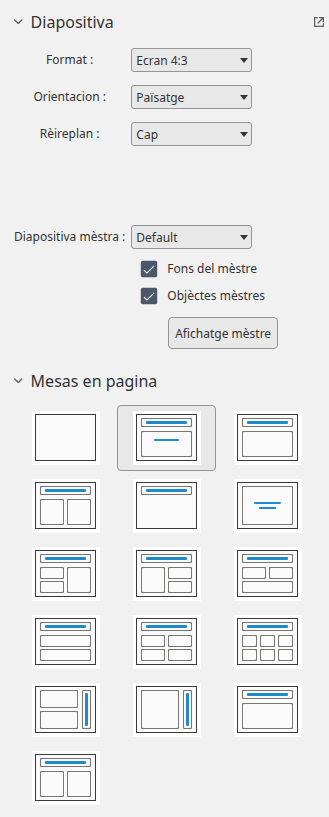 Diapositiva
Format :
Ecran 4:3
Orientacion :
Païsatge
Rèireplan :
Cap
Diapositiva mèstra :
Default
Fons del mèstre
Objèctes mèstres
Afichatge mèstre
Mesas en pagina